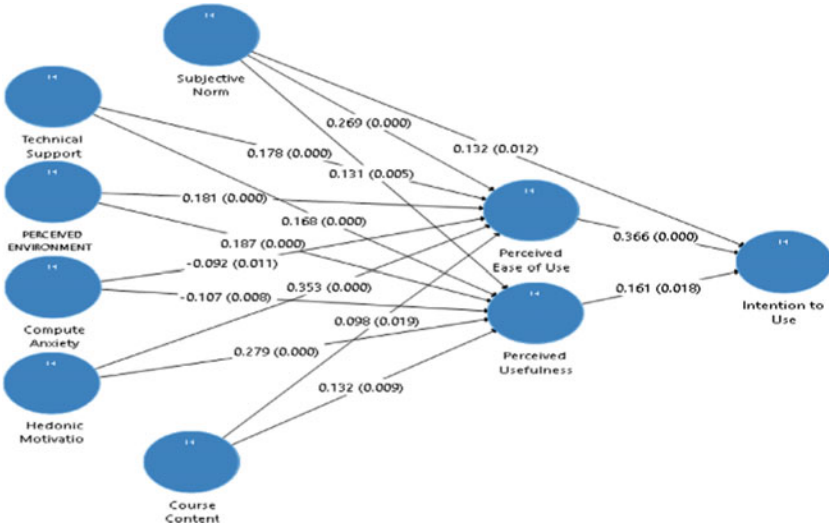 Subjective
Norm
Technical
Support
0.269 (0.000)
0.132 (0.012)
0.178 (0.000)
0.131 (0.005)
0.181 (0.000)
PERCEIVED
ENVIRONMENT
0.168 (0.000)
0.187 (0.000)
Perceived
Ease of Use
0.366 (0.000)
-0.092 (0.011)
0.353 (0.000)
-0.107 (0.008)
0.161 (0.018)
Intention to
Use
Compute
Anxiety
0.098 (0.019)
0.279 (0.000)
Perceived
Usefulness
0.132 (0.009)
Hedonic
Motivatio
Course
Content